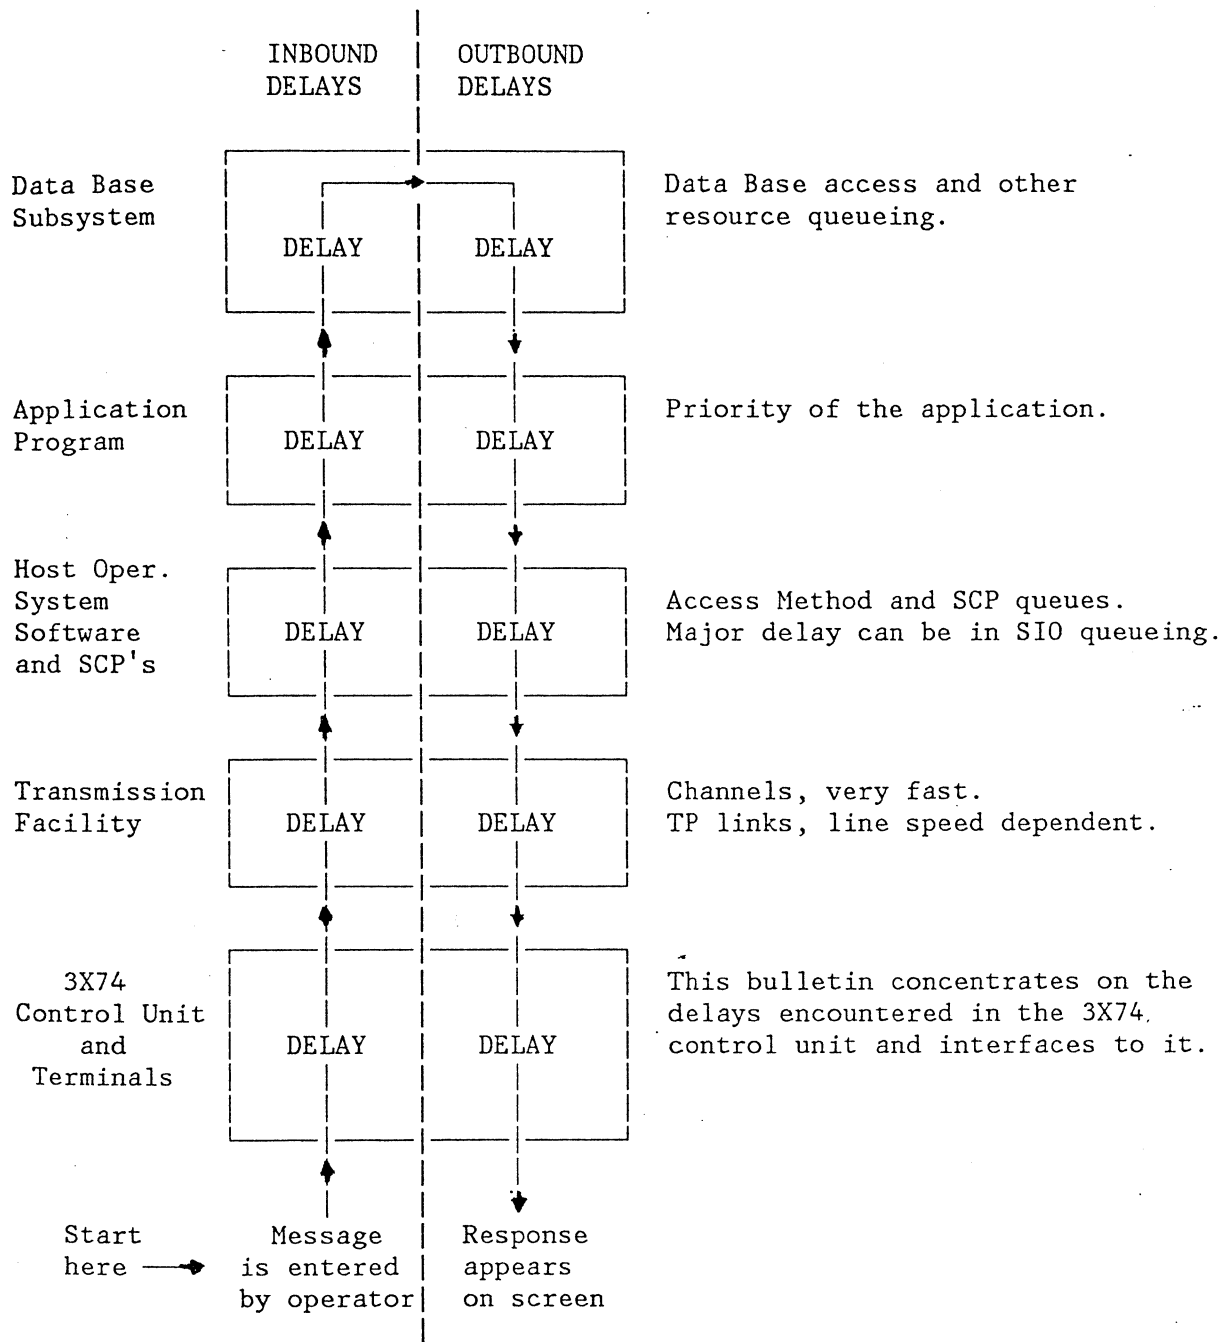 INBOUND OUTBOUND
DELAYS DELAYS
Data Base
Subsystem
DELAY DELAY
Data Base access and other
resource queueing.
Application
Program
DELAY DELAY
Priority of the application.
Host Oper.
System
Software
and SCP's
DELAY DELAY
Access Method and SCP queues.
Major delay can be in SIO queueing.
Transmission
Facility
DELAY DELAY
Channels, very fast.
TP links, line speed dependent.
3X74
Control Unit
and
Terminals
DELAY DELAY
This bulletin concentrates on the
delays encountered in the 3X74
control unit and interfaces to it.
Start
here
Message
is entered
by operator
Response
appears
on screen